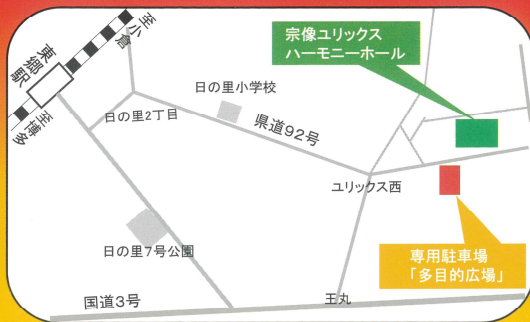 至小倉
東郷駅
至博多
宗像ユリックス
ハーモニーホール
日の里小学校
日の里2丁目
県道92号
ユリックス西
日の里7号公園
専用駐車場
「多目的広場」
国道3号
王丸